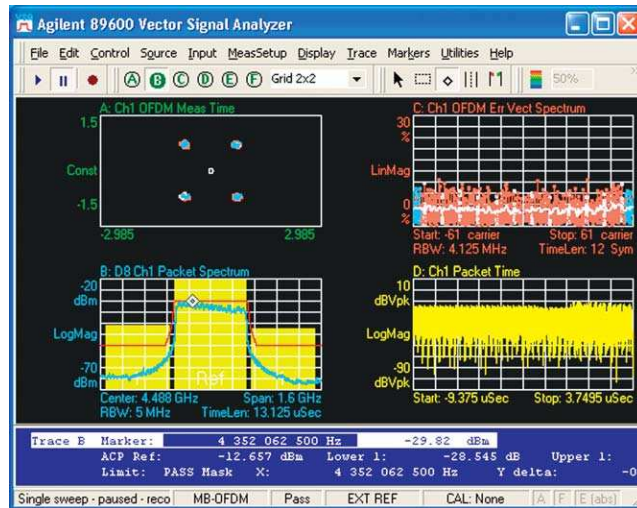 Agilent 89600 Vector Signal Analyzer
File Edit Control Source Input MeasSetup Display Trace Markers Utilities Help
A B C D E F Grid 2x2 50%
A: Ch1 OFDM Meas Time
1.5
Const
-1.5
-2.985 2.985
C: Ch1 OFDM Err Vect Spectrum
30
%
LinMag
0
%
Start: -61 carrier Stop: 61 carrier
RBW: 4.125 MHz TimeLen: 12 Sym
B: D8 Ch1 Packet Spectrum
-20
dBm
LogMag
-70
dBm
Ref
Center: 4.488 GHz Span: 1.6 GHz
RBW: 5 MHz TimeLen: 13.125 uSec
D: Ch1 Packet Time
10
dBVpk
LogMag
-90
dBVpk
Start: -9.375 uSec Stop: 3.7495 uSec
Trace B Marker: 4 352 062 500 Hz -29.82 dBm
ACP Ref: -12.657 dBm Lower 1: -28.545 dB Upper 1:
Limit: PASS Mask X: 4 352 062 500 Hz Y delta: -0
Single sweep - paused - reco MB-OFDM Pass EXT REF CAL: None A F E (abs)